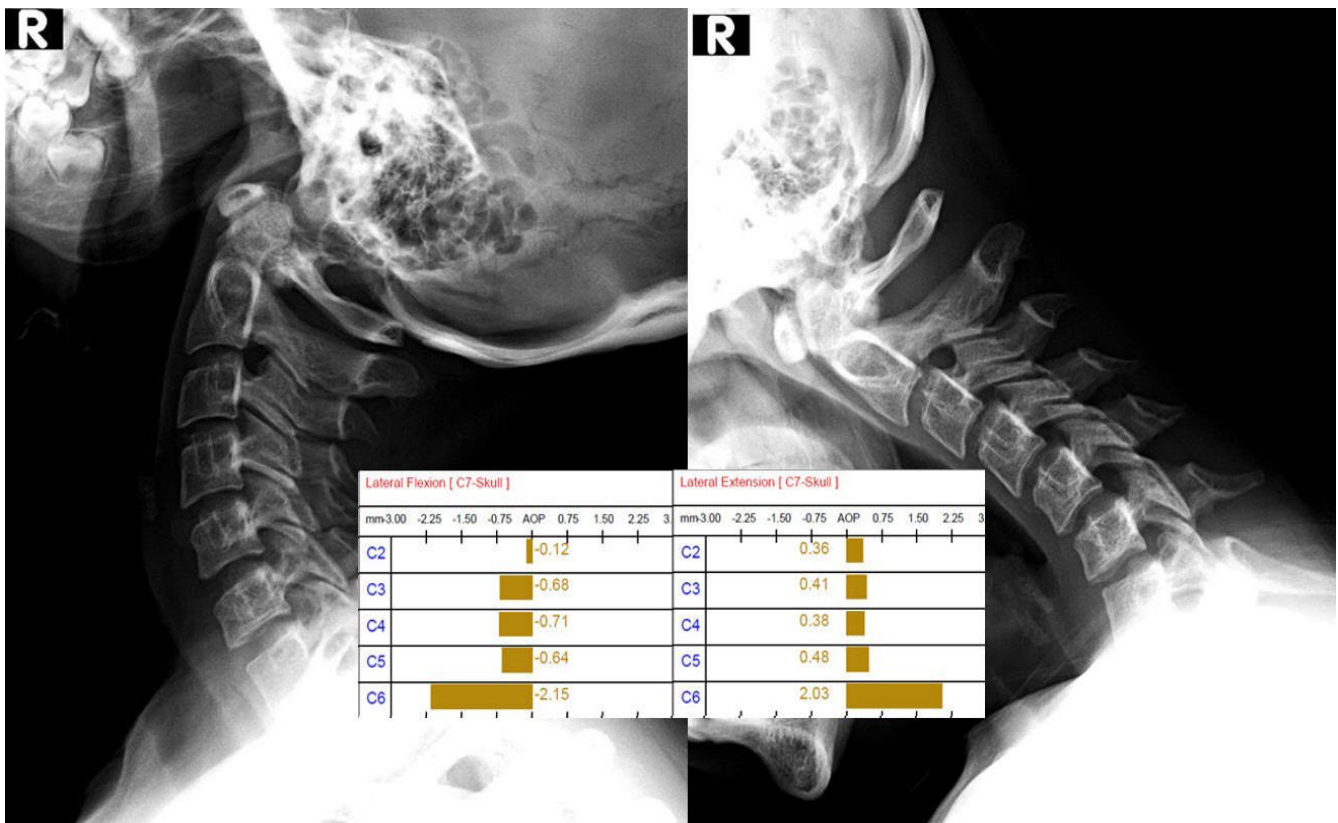 R
R
Lateral Flexion [ C7-Skull ]
mm-3.00 -2.25 -1.50 -0.75 AOP 0.75 1.50 2.25 3.
C2 -0.12
C3 -0.68
C4 -0.71
C5 -0.64
C6 -2.15
Lateral Extension [ C7-Skull ]
mm-3.00 -2.25 -1.50 -0.75 AOP 0.75 1.50 2.25 3
C2 0.36
C3 0.41
C4 0.38
C5 0.48
C6 2.03